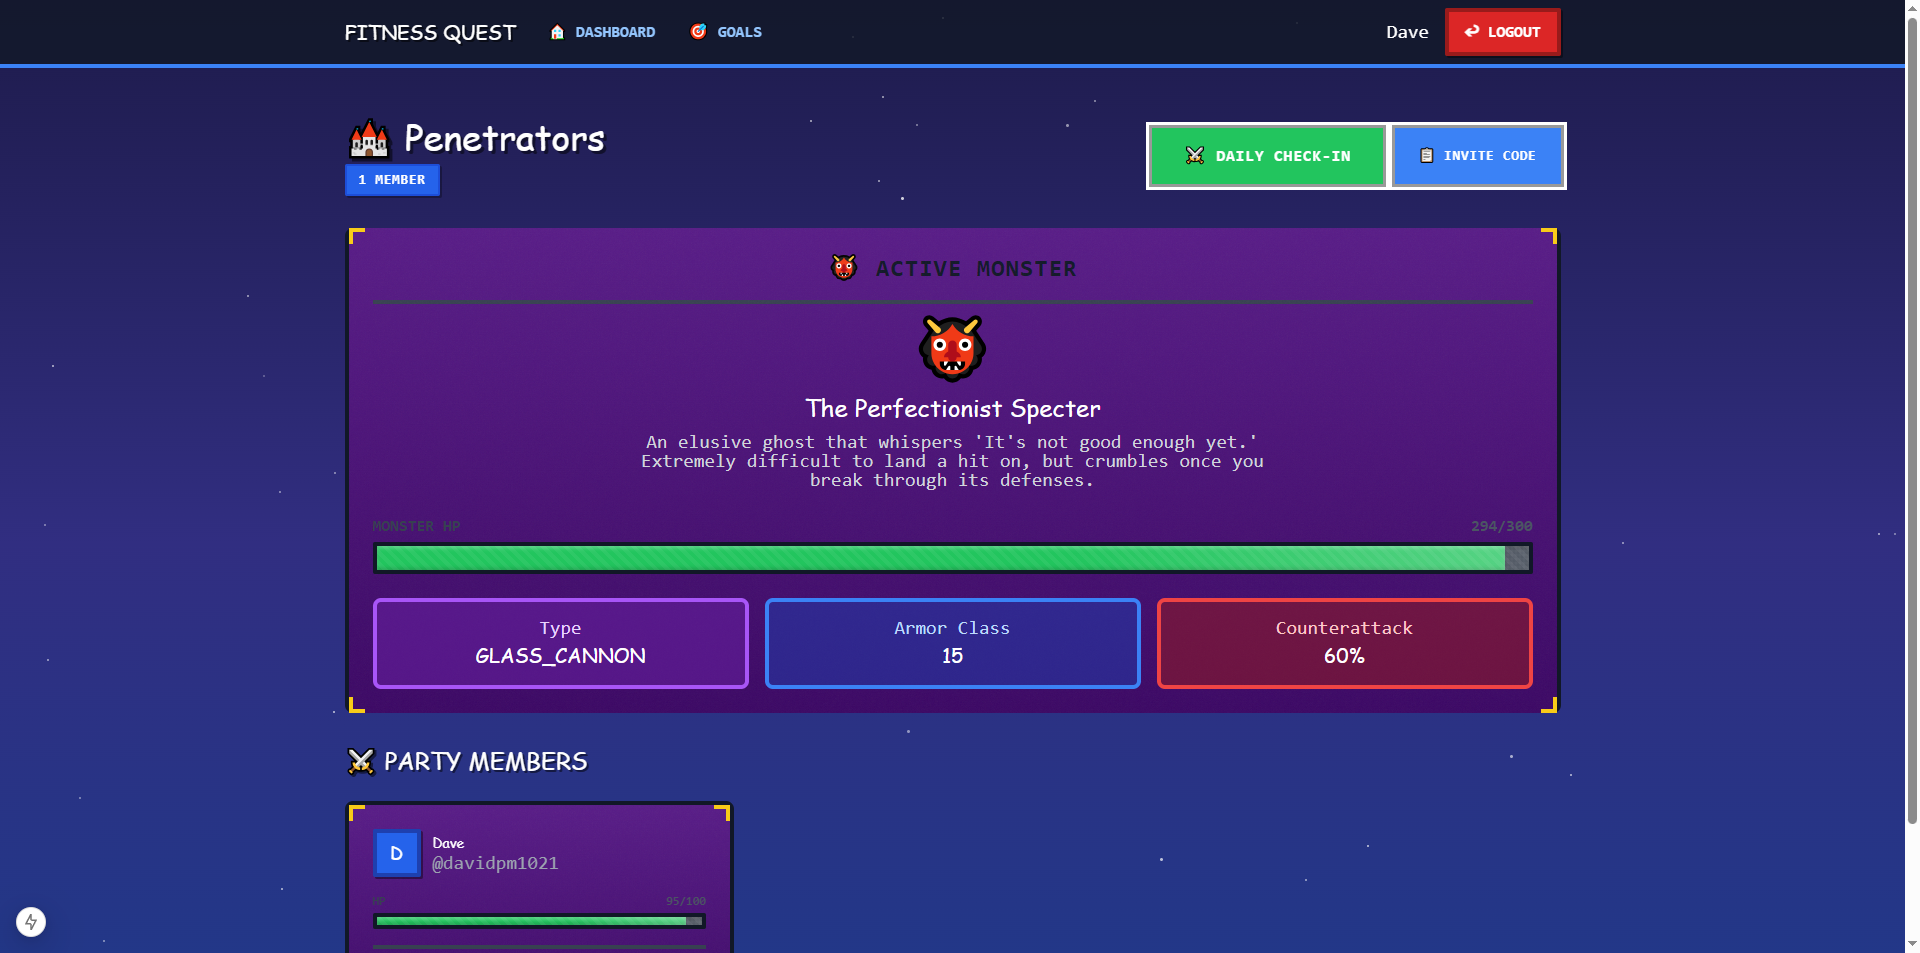 FITNESS QUEST
DASHBOARD
GOALS
Dave
LOGOUT
Penetrators
1 MEMBER
DAILY CHECK-IN
INVITE CODE
ACTIVE MONSTER
The Perfectionist Specter
An elusive ghost that whispers 'It's not good enough yet.'
Extremely difficult to land a hit on, but crumbles once you
break through its defenses.
MONSTER HP
294/300
Type
GLASS_CANNON
Armor Class
15
Counterattack
60%
PARTY MEMBERS
D
Dave
@davidpm1021
HP
95/100